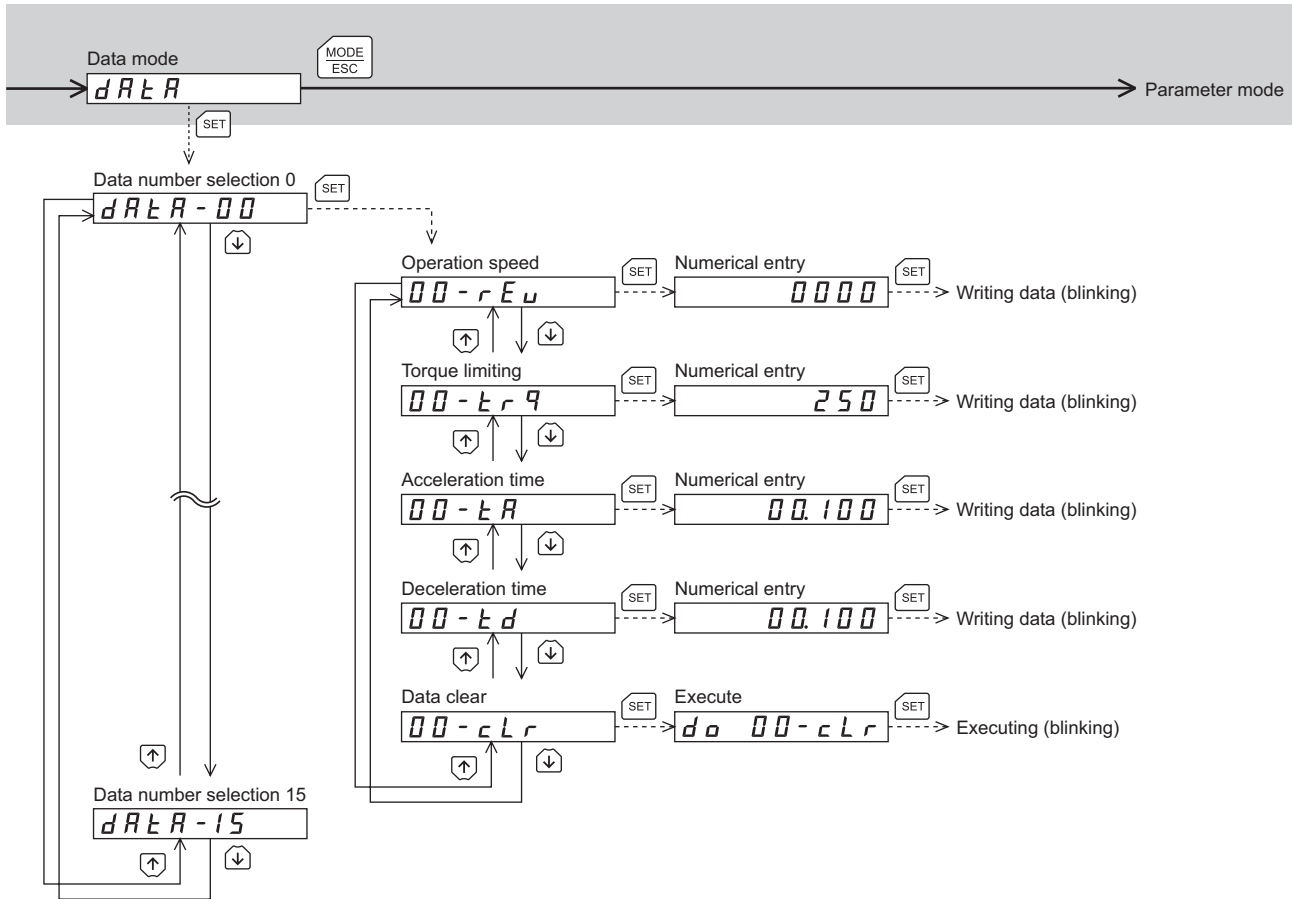 Data mode
MODE
ESC
dAtA
Parameter mode
SET
Data number selection 0
SET
dAtA-00
Operation speed
SET
Numerical entry
SET
00-rEv
0000
Writing data (blinking)
Torque limiting
SET
Numerical entry
SET
00-trq
250
Writing data (blinking)
Acceleration time
SET
Numerical entry
SET
00-tA
00.100
Writing data (blinking)
Deceleration time
SET
Numerical entry
SET
00-td
00.100
Writing data (blinking)
Data clear
SET
Execute
SET
00-cLr
do 00-cLr
Executing (blinking)
Data number selection 15
dAtA-15